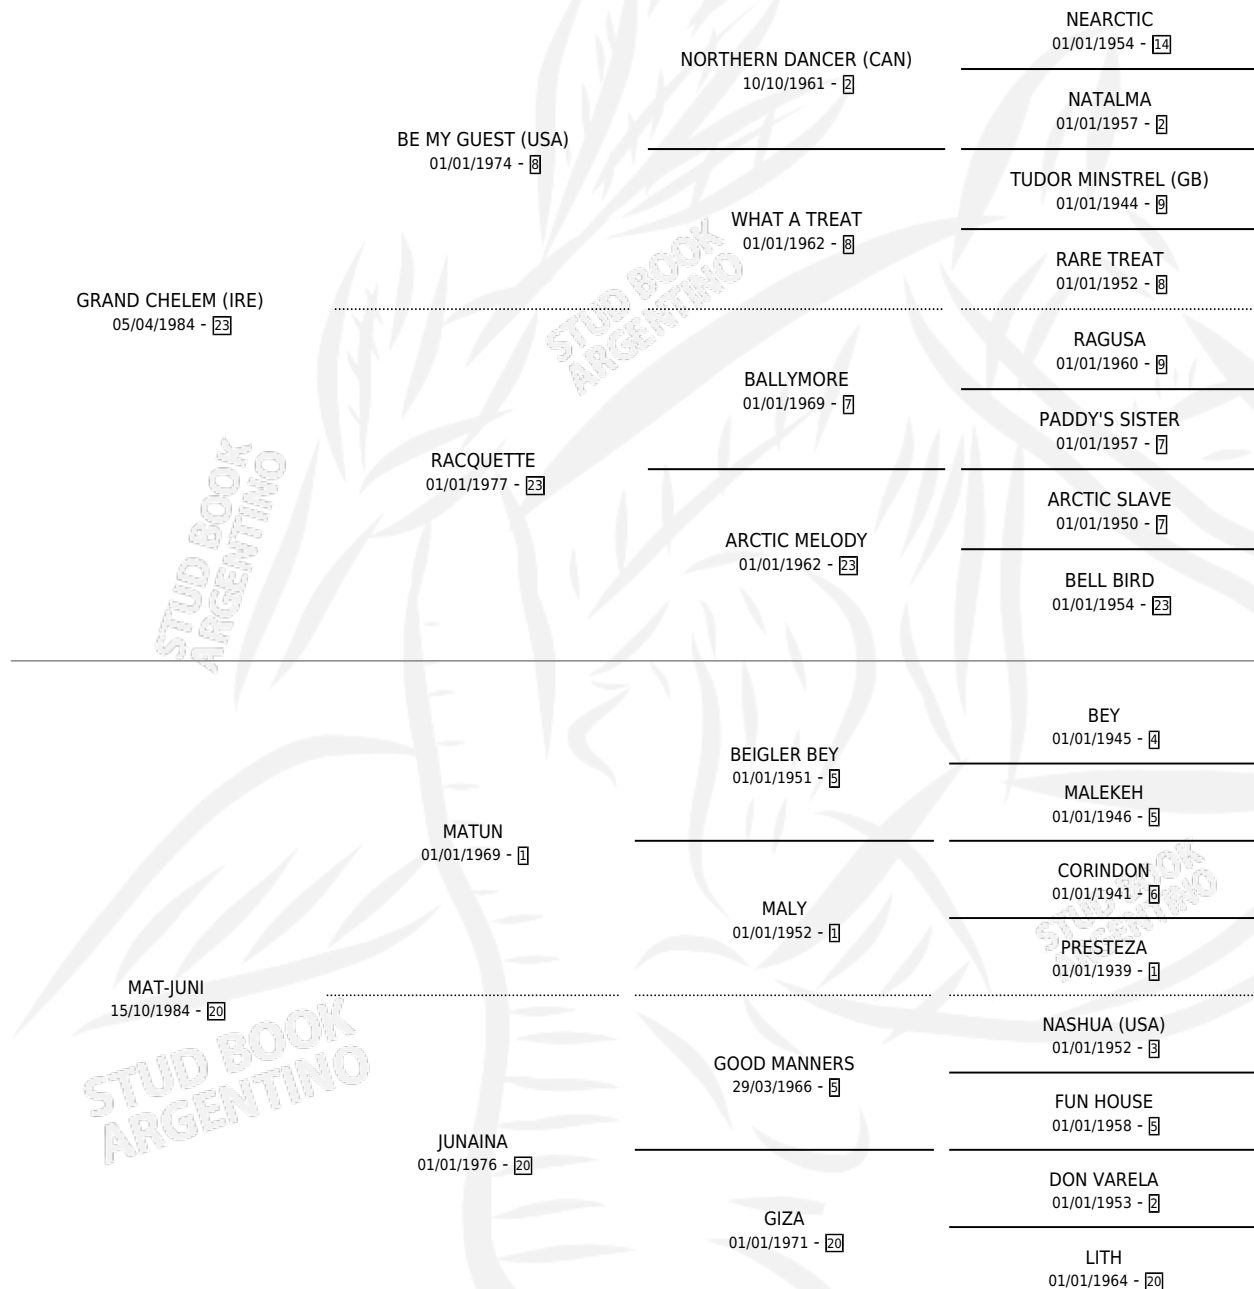 NEARCTIC
01/01/1954 - 14
NORTHERN DANCER (CAN)
10/10/1961 - 2
NATALMA
01/01/1957 - 2
BE MY GUEST (USA)
01/01/1974 - 8
TUDOR MINSTREL (GB)
01/01/1944 - 9
WHAT A TREAT
01/01/1962 - 8
RARE TREAT
01/01/1952 - 8
GRAND CHELEM (IRE)
05/04/1984 - 23
RAGUSA
01/01/1960 - 9
BALLYMORE
01/01/1969 - 7
PADDY'S SISTER
01/01/1957 - 7
RACQUETTE
01/01/1977 - 23
ARCTIC SLAVE
01/01/1950 - 7
ARCTIC MELODY
01/01/1962 - 23
BELL BIRD
01/01/1954 - 23
BEY
01/01/1945 - 4
BEIGLER BEY
01/01/1951 - 5
MALEKEH
01/01/1946 - 5
MATUN
01/01/1969 - 1
CORINDON
01/01/1941 - 6
MALY
01/01/1952 - 1
PRESTEZA
01/01/1939 - 1
MAT-JUNI
15/10/1984 - 20
NASHUA (USA)
01/01/1952 - 3
GOOD MANNERS
29/03/1966 - 5
FUN HOUSE
01/01/1958 - 5
JUNAINA
01/01/1976 - 20
DON VARELA
01/01/1953 - 2
GIZA
01/01/1971 - 20
LITH
01/01/1964 - 20
STUD BOOK
ARGENTINO
STUD BOOK
ARGENTINO
STUD BOOK
ARGENTINO
STUD BOOK
ARGENTINO